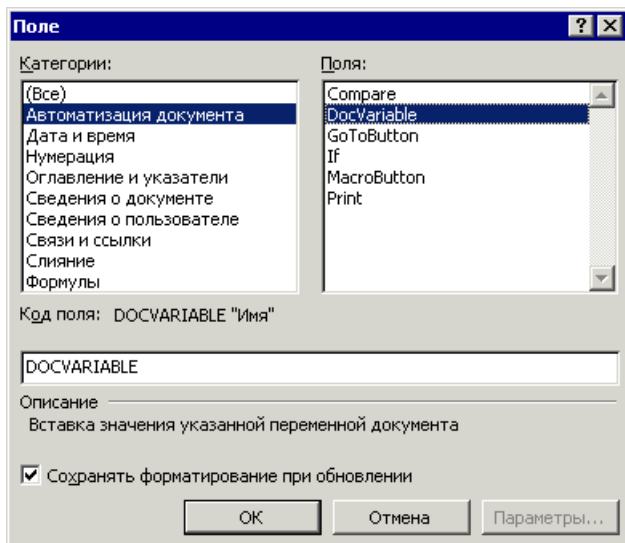 Поле
Категории:
(Все)
Автоматизация документа
Дата и время
Нумерация
Оглавление и указатели
Сведения о документе
Сведения о пользователе
Связи и ссылки
Слияние
Формулы
Поля:
Compare
DocVariable
GoToButton
If
MacroButton
Print
Код поля: DOCVARIABLE "Имя"
DOCVARIABLE
Описание
Вставка значения указанной переменной документа
Сохранять форматирование при обновлении
ОК
Отмена
Параметры...